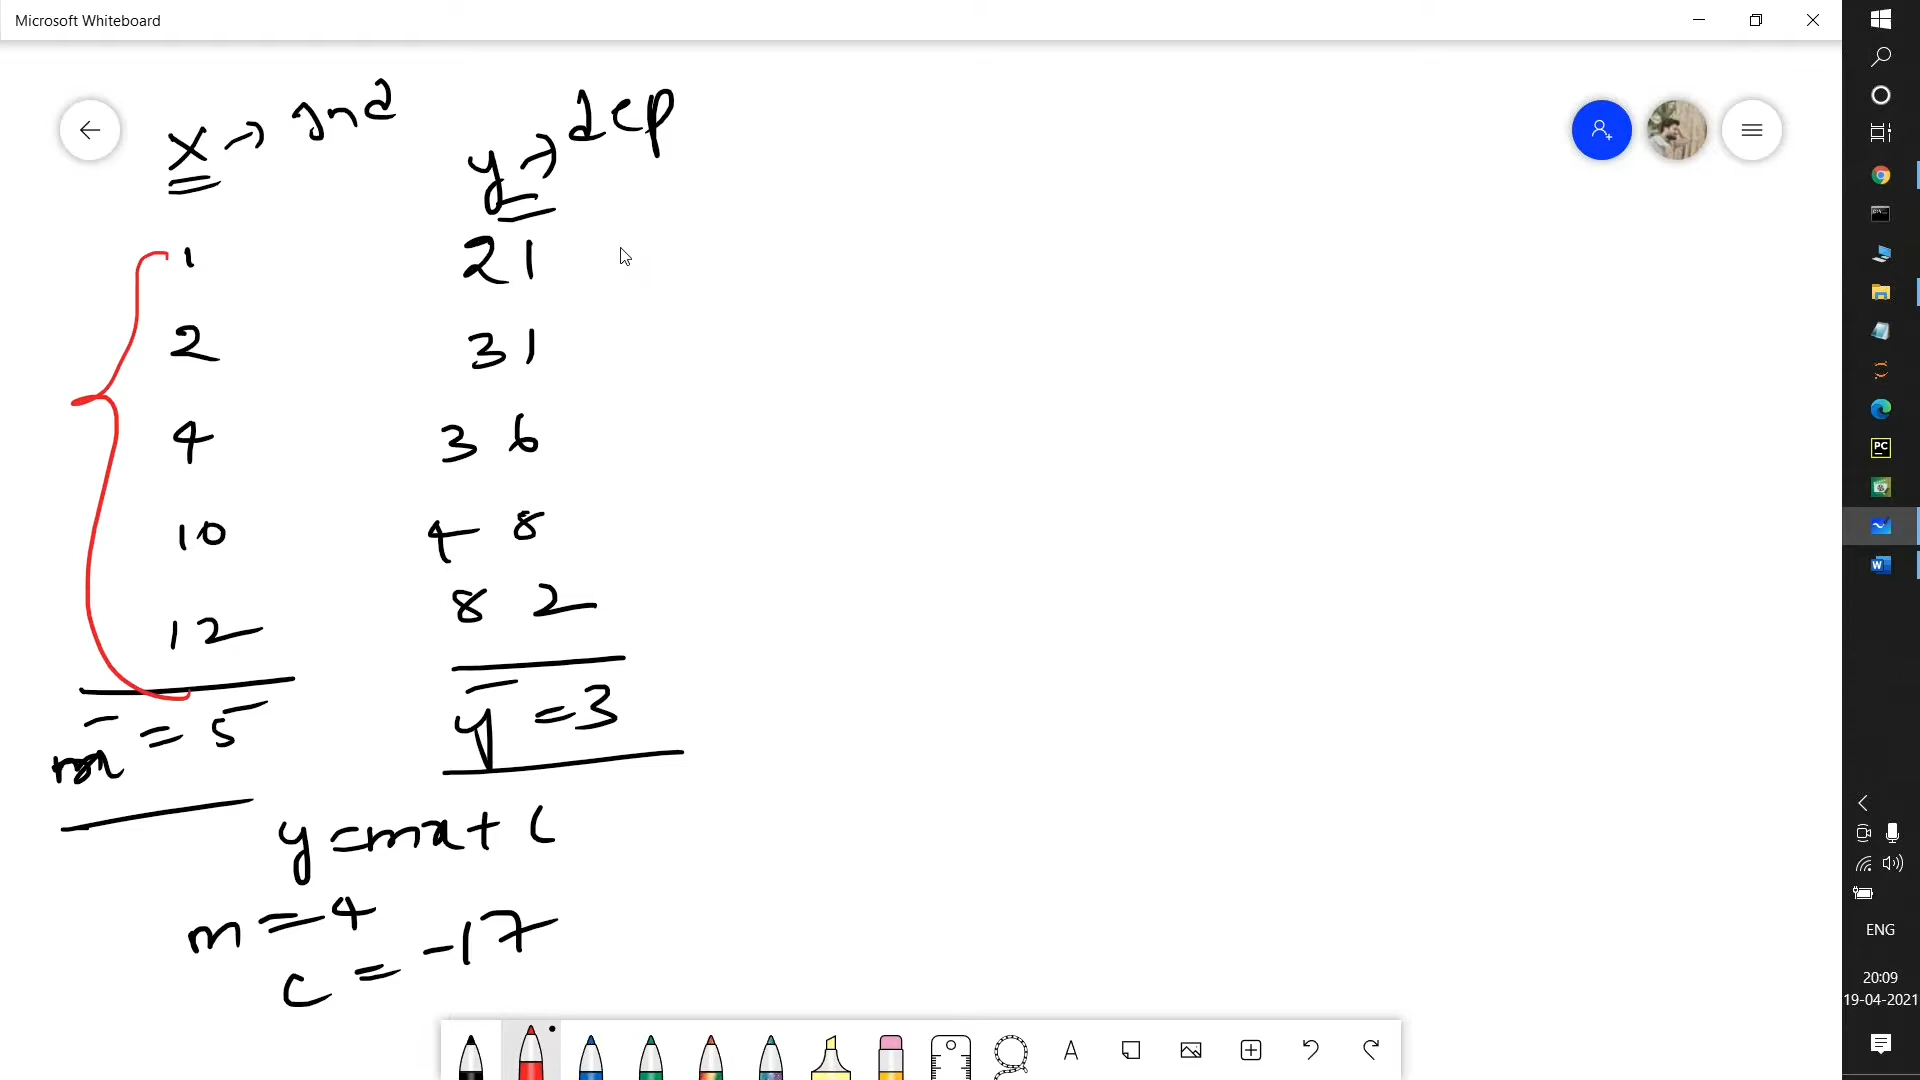 Microsoft Whiteboard
x → ind y → dep
1 21
2 31
4 36
10 48
12 82
= 5 y = 3
y = mx + c
m = 4
c = -17
A
PC
W
ENG
20:09
19-04-2021